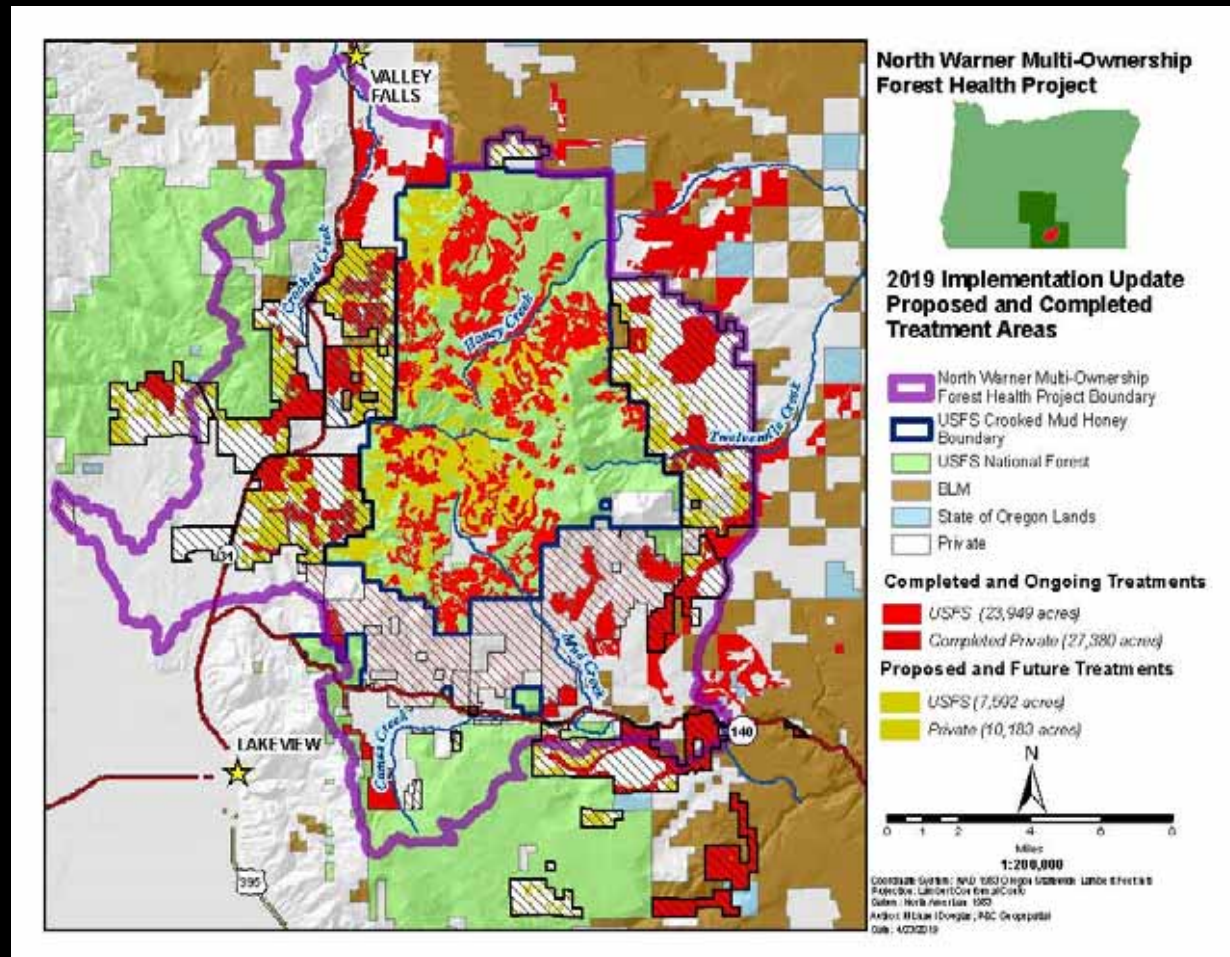 North Warner Multi-Ownership
Forest Health Project
2019 Implementation Update
Proposed and Completed
Treatment Areas
North Warner Multi-Ownership
Forest Health Project Boundary
USFS Crooked Mud Honey
Boundary
USFS National Forest
BLM
State of Oregon Lands
Private
Completed and Ongoing Treatments
USFS (23,949 acres)
Completed Private (27,380 acres)
Proposed and Future Treatments
USFS (7,592 acres)
Private (10,183 acres)
N
0 1 2 4 6 8
Miles
1:200,000
Date: 4/23/2019
VALLEY
FALLS
Crooked Creek
Honey Creek
Twelvemile Creek
31
Mud Creek
140
Camas Creek
LAKEVIEW
395